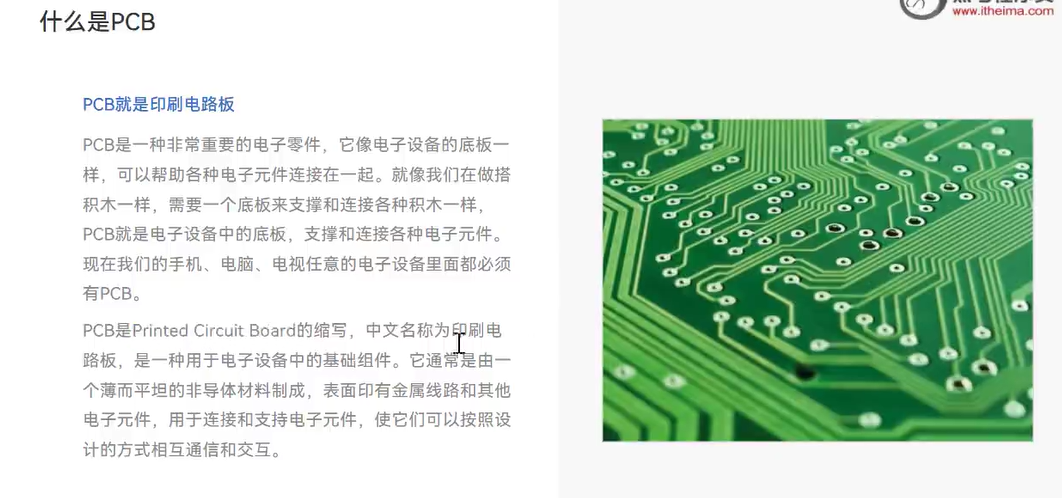 什么是PCB
www.itheima.com
PCB就是印刷电路板
PCB是一种非常重要的电子零件，它像电子设备的底板一
样，可以帮助各种电子元件连接在一起。就像我们在做搭
积木一样，需要一个底板来支撑和连接各种积木一样，
PCB就是电子设备中的底板，支撑和连接各种电子元件。
现在我们的手机、电脑、电视任意的电子设备里面都必须
有PCB。
PCB是Printed Circuit Board的缩写，中文名称为印刷电
路板，是一种用于电子设备中的基础组件。它通常是由一
个薄而平坦的非导体材料制成，表面印有金属线路和其他
电子元件，用于连接和支持电子元件，使它们可以按照设
计的方式相互通信和交互。